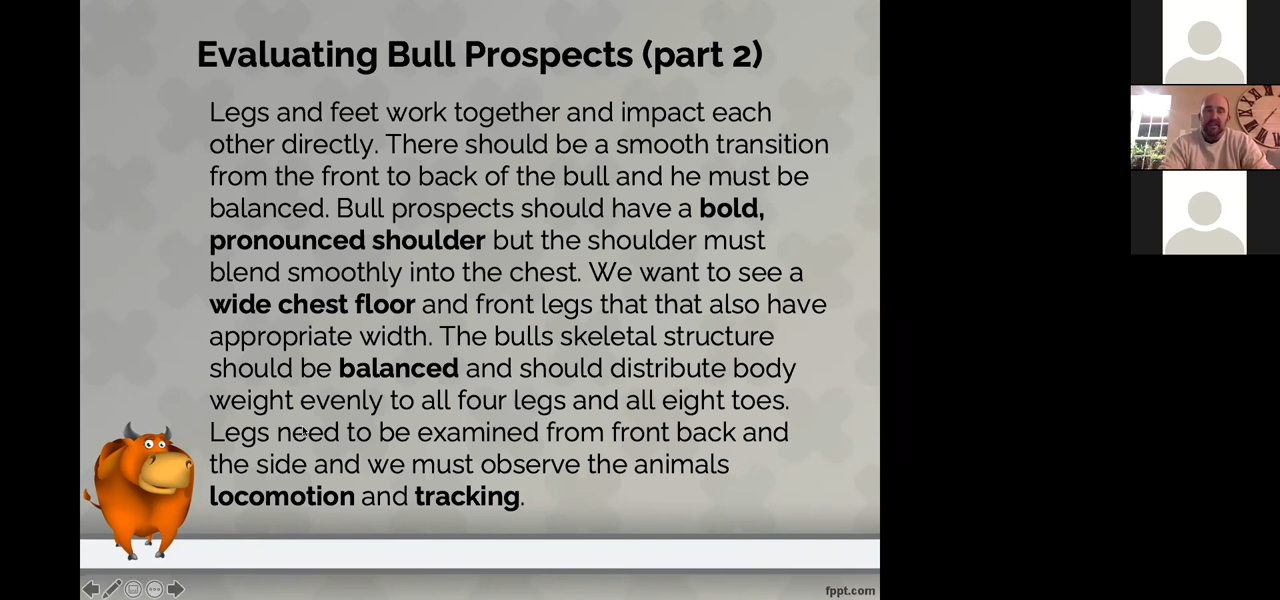 Evaluating Bull Prospects (part 2)
Legs and feet work together and impact each
other directly. There should be a smooth transition
from the front to back of the bull and he must be
balanced. Bull prospects should have a bold,
pronounced shoulder but the shoulder must
blend smoothly into the chest. We want to see a
wide chest floor and front legs that that also have
appropriate width. The bulls skeletal structure
should be balanced and should distribute body
weight evenly to all four legs and all eight toes.
Legs need to be examined from front back and
the side and we must observe the animals
locomotion and tracking.
fppt.com